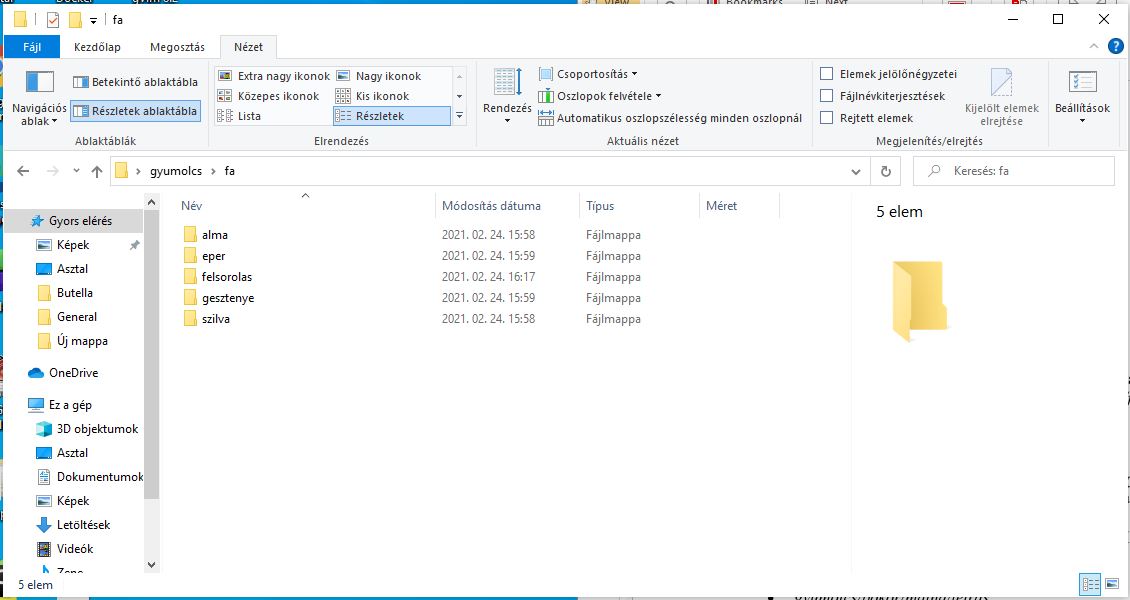 View
Bookmarks
Next
fa
Fájl Kezdőlap Megosztás Nézet
Navigációs ablak
Betekintő ablaktábla
Részletek ablaktábla
Ablaktáblák
Extra nagy ikonok Nagy ikonok
Közepes ikonok Kis ikonok
Lista Részletek
Elrendezés
Rendezés
Csoportosítás
Oszlopok felvétele
Automatikus oszlopszélesség minden oszlopnál
Aktuális nézet
Elemek jelölőnégyzetei
Fájlnévkiterjesztések
Rejtett elemek
Kijelölt elemek
elrejtése
Megjelenítés/elrejtés
Beállítások
gyumolcs fa
Keresés: fa
Név Módosítás dátuma Típus Méret
alma 2021. 02. 24. 15:58 Fájlmappa
eper 2021. 02. 24. 15:59 Fájlmappa
felsorolas 2021. 02. 24. 16:17 Fájlmappa
gesztenye 2021. 02. 24. 15:59 Fájlmappa
szilva 2021. 02. 24. 15:58 Fájlmappa
5 elem
Gyors elérés
Képek
Asztal
Butella
General
Új mappa
OneDrive
Ez a gép
3D objektumok
Asztal
Dokumentumok
Képek
Letöltések
Videók
Zene
5 elem